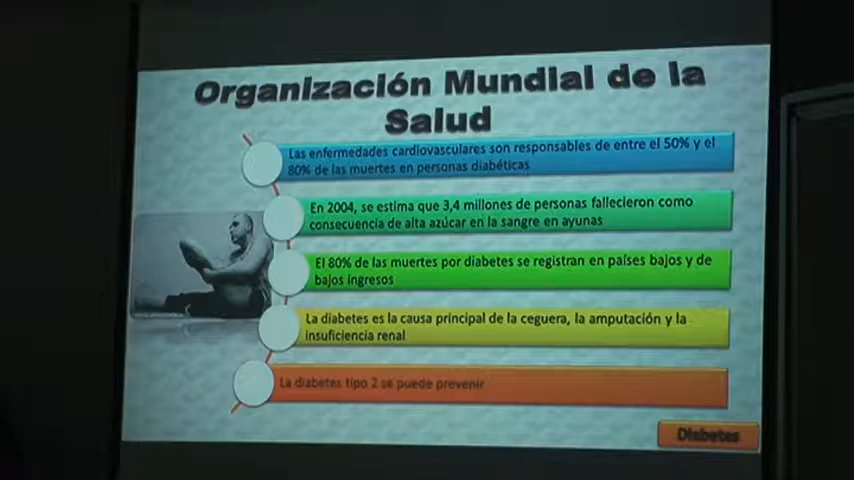 Organización Mundial de la
Salud
Las enfermedades cardiovasculares son responsables de entre el 50% y el
80% de las muertes en personas diabéticas
En 2004, se estima que 3,4 millones de personas fallecieron como
consecuencia de alta azúcar en la sangre en ayunas
El 80% de las muertes por diabetes se registran en países bajos y de
bajos ingresos
La diabetes es la causa principal de la ceguera, la amputación y la
insuficiencia renal
La diabetes tipo 2 se puede prevenir
Diabetes